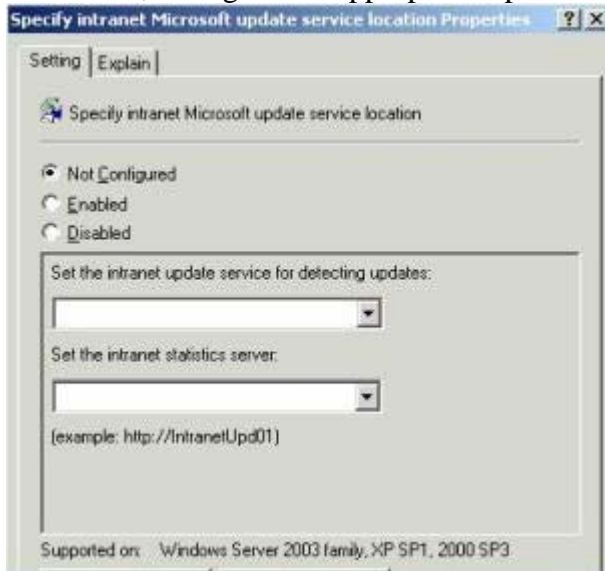 Specify intranet Microsoft update service location Properties ? ×
Setting Explain
Specify intranet Microsoft update service location
Not Configured
Enabled
Disabled
Set the intranet update service for detecting updates:
Set the intranet statistics server:
(example: http://IntranetUpd01)
Supported on: Windows Server 2003 family, XP SP1, 2000 SP3